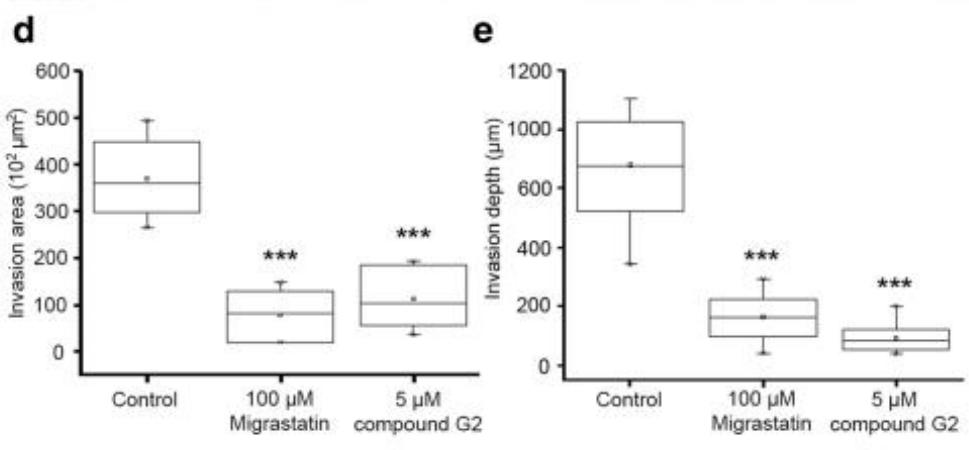 d
600
500
400
300
200
100
0
Invasion area (10² µm²)
***
***
Control
100 µM
Migrastatin
5 µM
compound G2
e
1200
1000
600
400
200
0
Invasion depth (µm)
***
***
Control
100 µM
Migrastatin
5 µM
compound G2